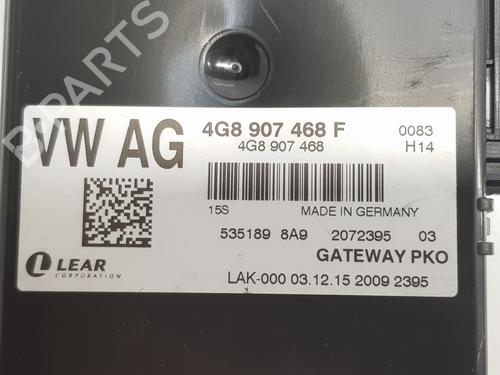 B-PARTS
VW AG
4G8 907 468 F
0083
4G8 907 468
H14
15S
MADE IN GERMANY
535189 8A9
2072395 03
LEAR
CORPORATION
GATEWAY PKO
LAK-000 03.12.15 2009 2395